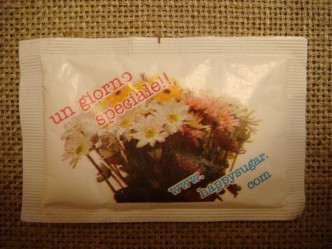 un giorno
speciale!!
www.
happysugar.
com